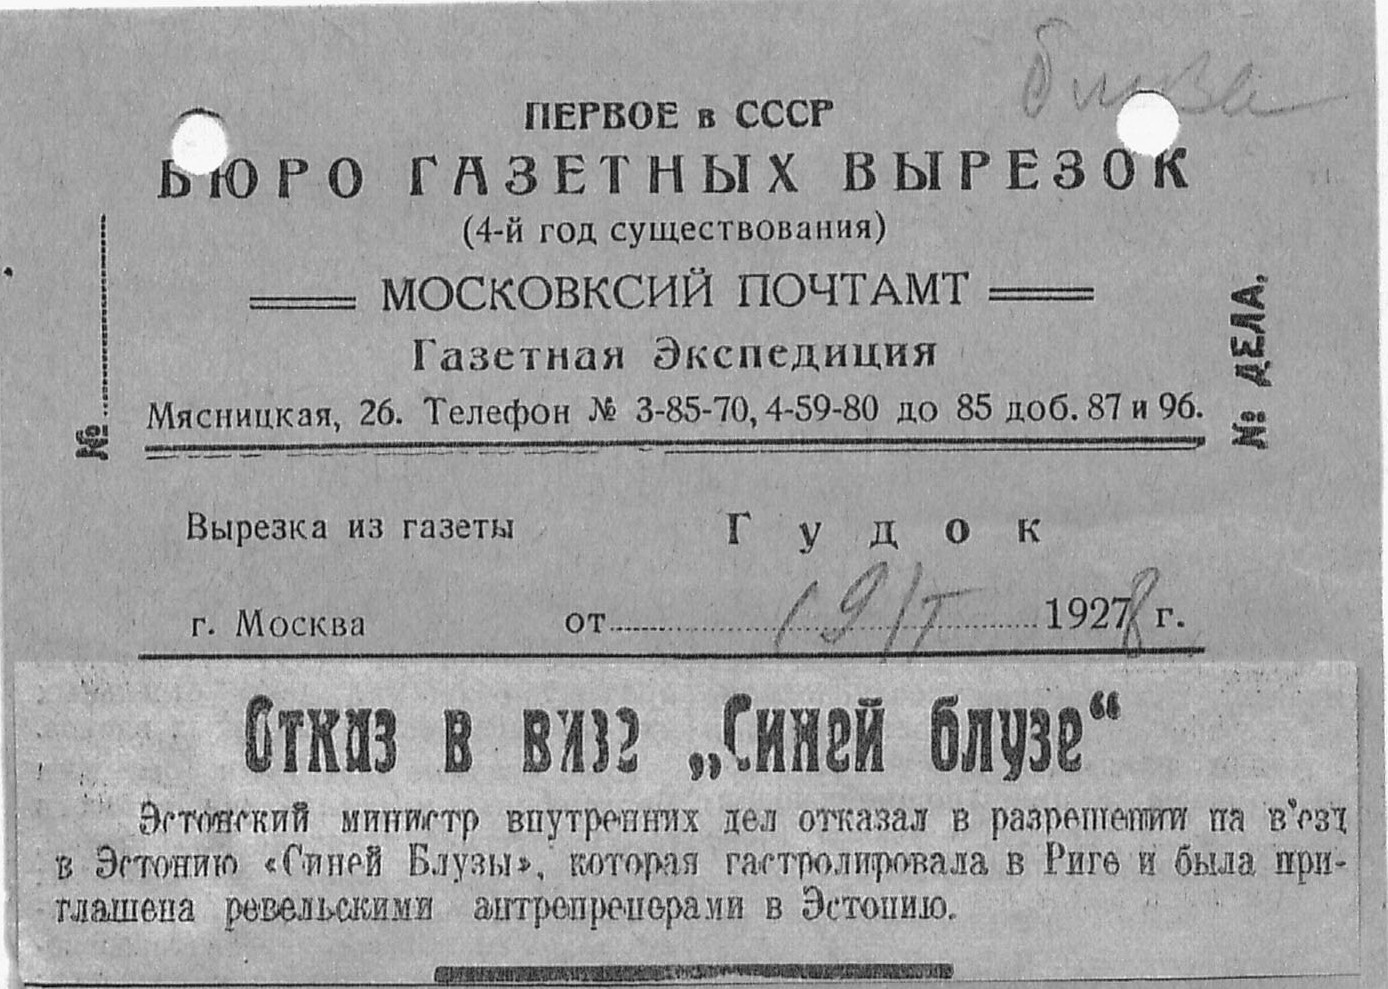 ПЕРВОЕ в СССР
БЮРО ГАЗЕТНЫХ ВЫРЕЗОК
(4-й год существования)
МОСКОВКСИЙ ПОЧТАМТ
Газетная Экспедиция
Мясницкая, 26. Телефон № 3-85-70, 4-59-80 до 85 доб. 87 и 96.
№
№ ДЕЛА.
Вырезка из газеты Гудок
г. Москва от 19/I 1928 г.
Отказ в визе „Синей блузе“
Эстонский министр внутренних дел отказал в разрешении на в'езд
в Эстонию «Синей Блузы», которая гастролировала в Риге и была при-
глашена ревельскими антрепренерами в Эстонию.